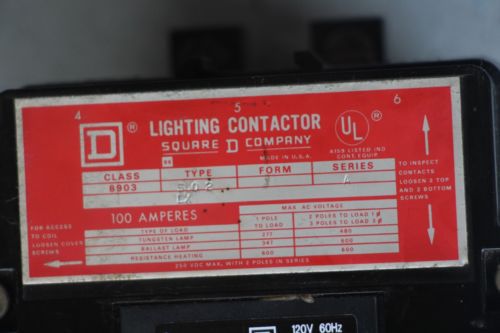 4 5 6
D ® LIGHTING CONTACTOR UL ®
SQUARE D COMPANY
MADE IN U.S.A. 415B LISTED IND. CONT. EQUIP.
CLASS TYPE FORM SERIES
8903 A
100 AMPERES
MAX AC VOLTAGE
1 POLE TO LOAD
2 POLES TO LOAD 1Ø
3 POLES TO LOAD 3Ø
TYPE OF LOAD
TUNGSTEN LAMP 277 480
BALLAST LAMP 347 600
RESISTANCE HEATING 600 600
250 VDC MAX, WITH 2 POLES IN SERIES
FOR ACCESS
TO COIL
LOOSEN COVER
SCREWS
TO INSPECT
CONTACTS
LOOSEN 2 TOP
AND 2 BOTTOM
SCREWS
D 120V 60Hz